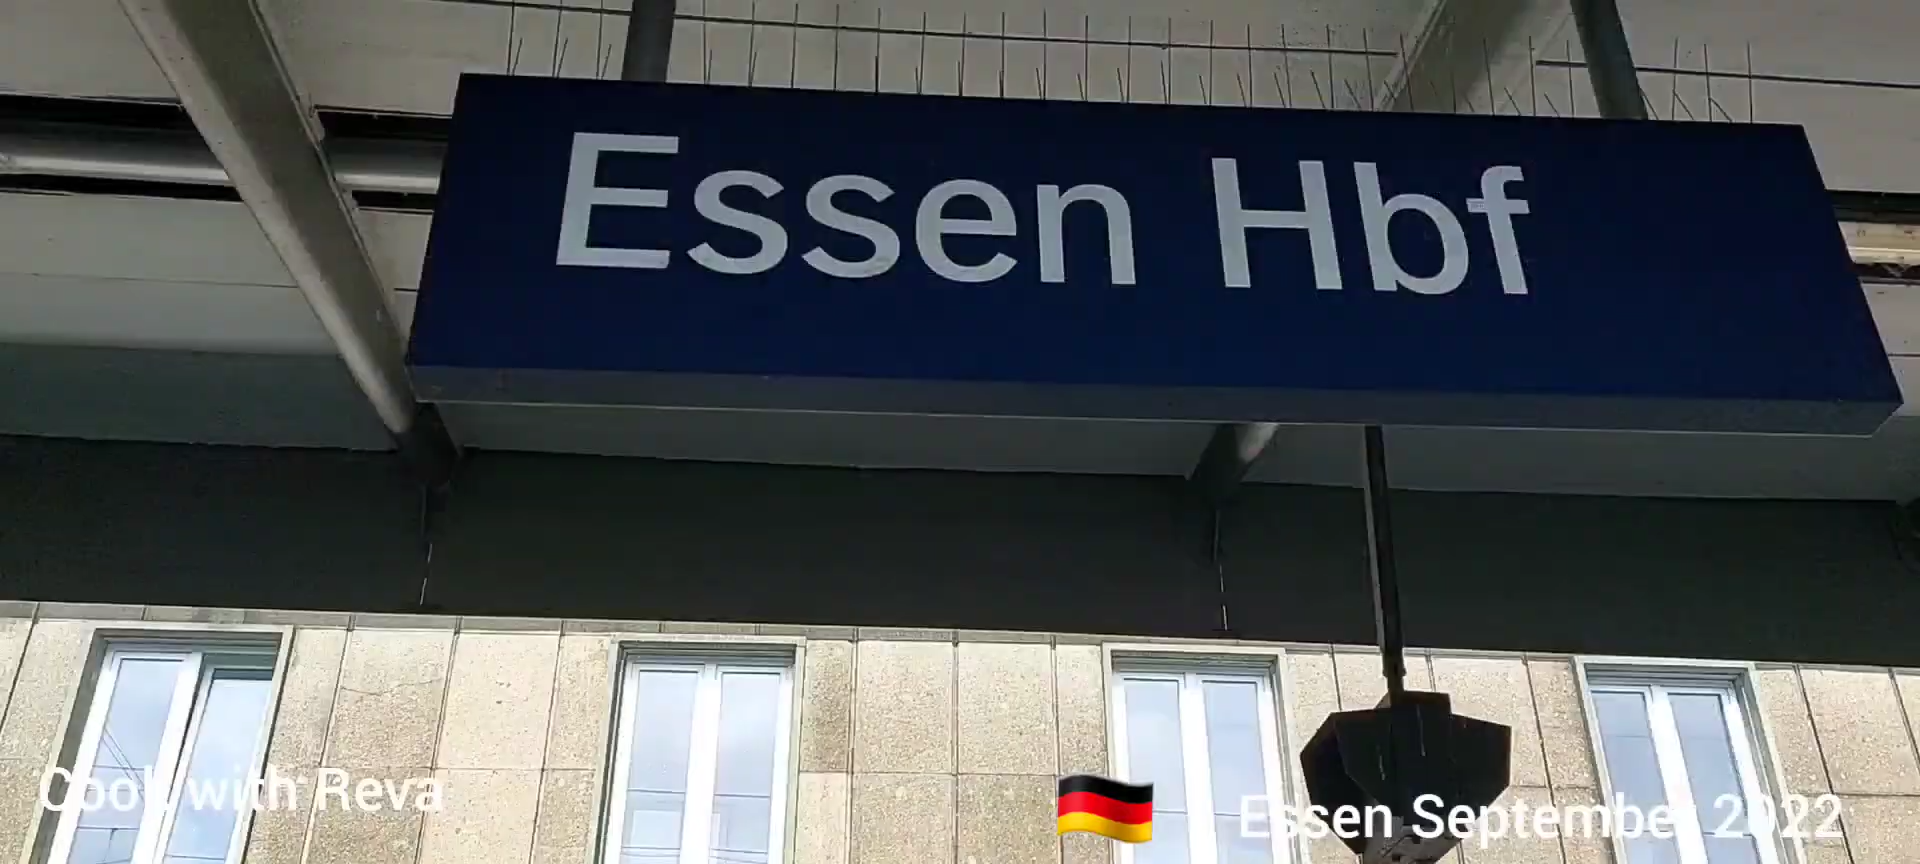 Essen Hbf
Cook with Reva
🇩🇪 Essen September 2022